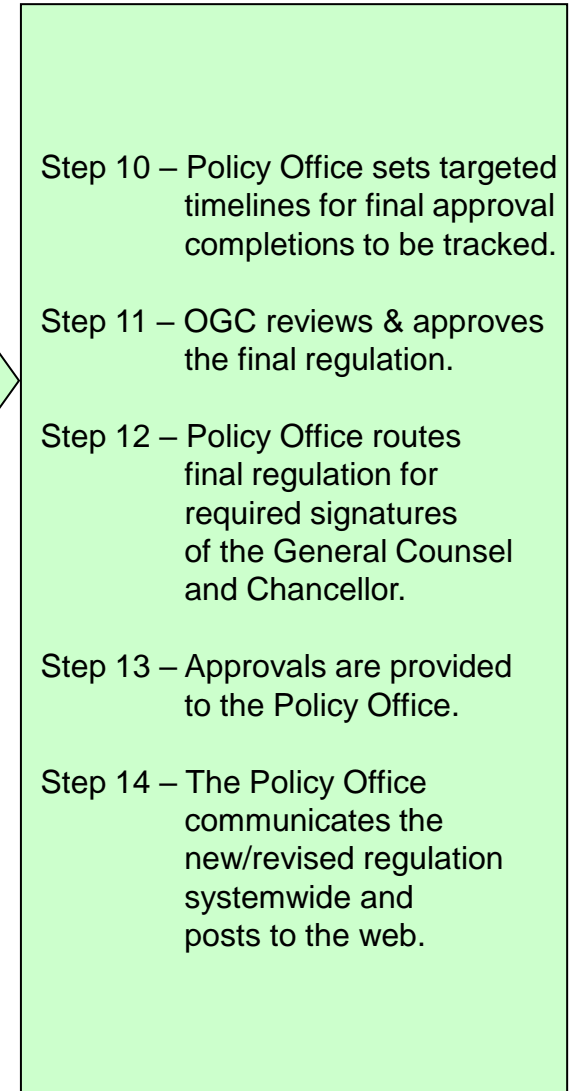 Step 10 – Policy Office sets targeted
timelines for final approval
completions to be tracked.
Step 11 – OGC reviews & approves
the final regulation.
Step 12 – Policy Office routes
final regulation for
required signatures
of the General Counsel
and Chancellor.
Step 13 – Approvals are provided
to the Policy Office.
Step 14 – The Policy Office
communicates the
new/revised regulation
systemwide and
posts to the web.